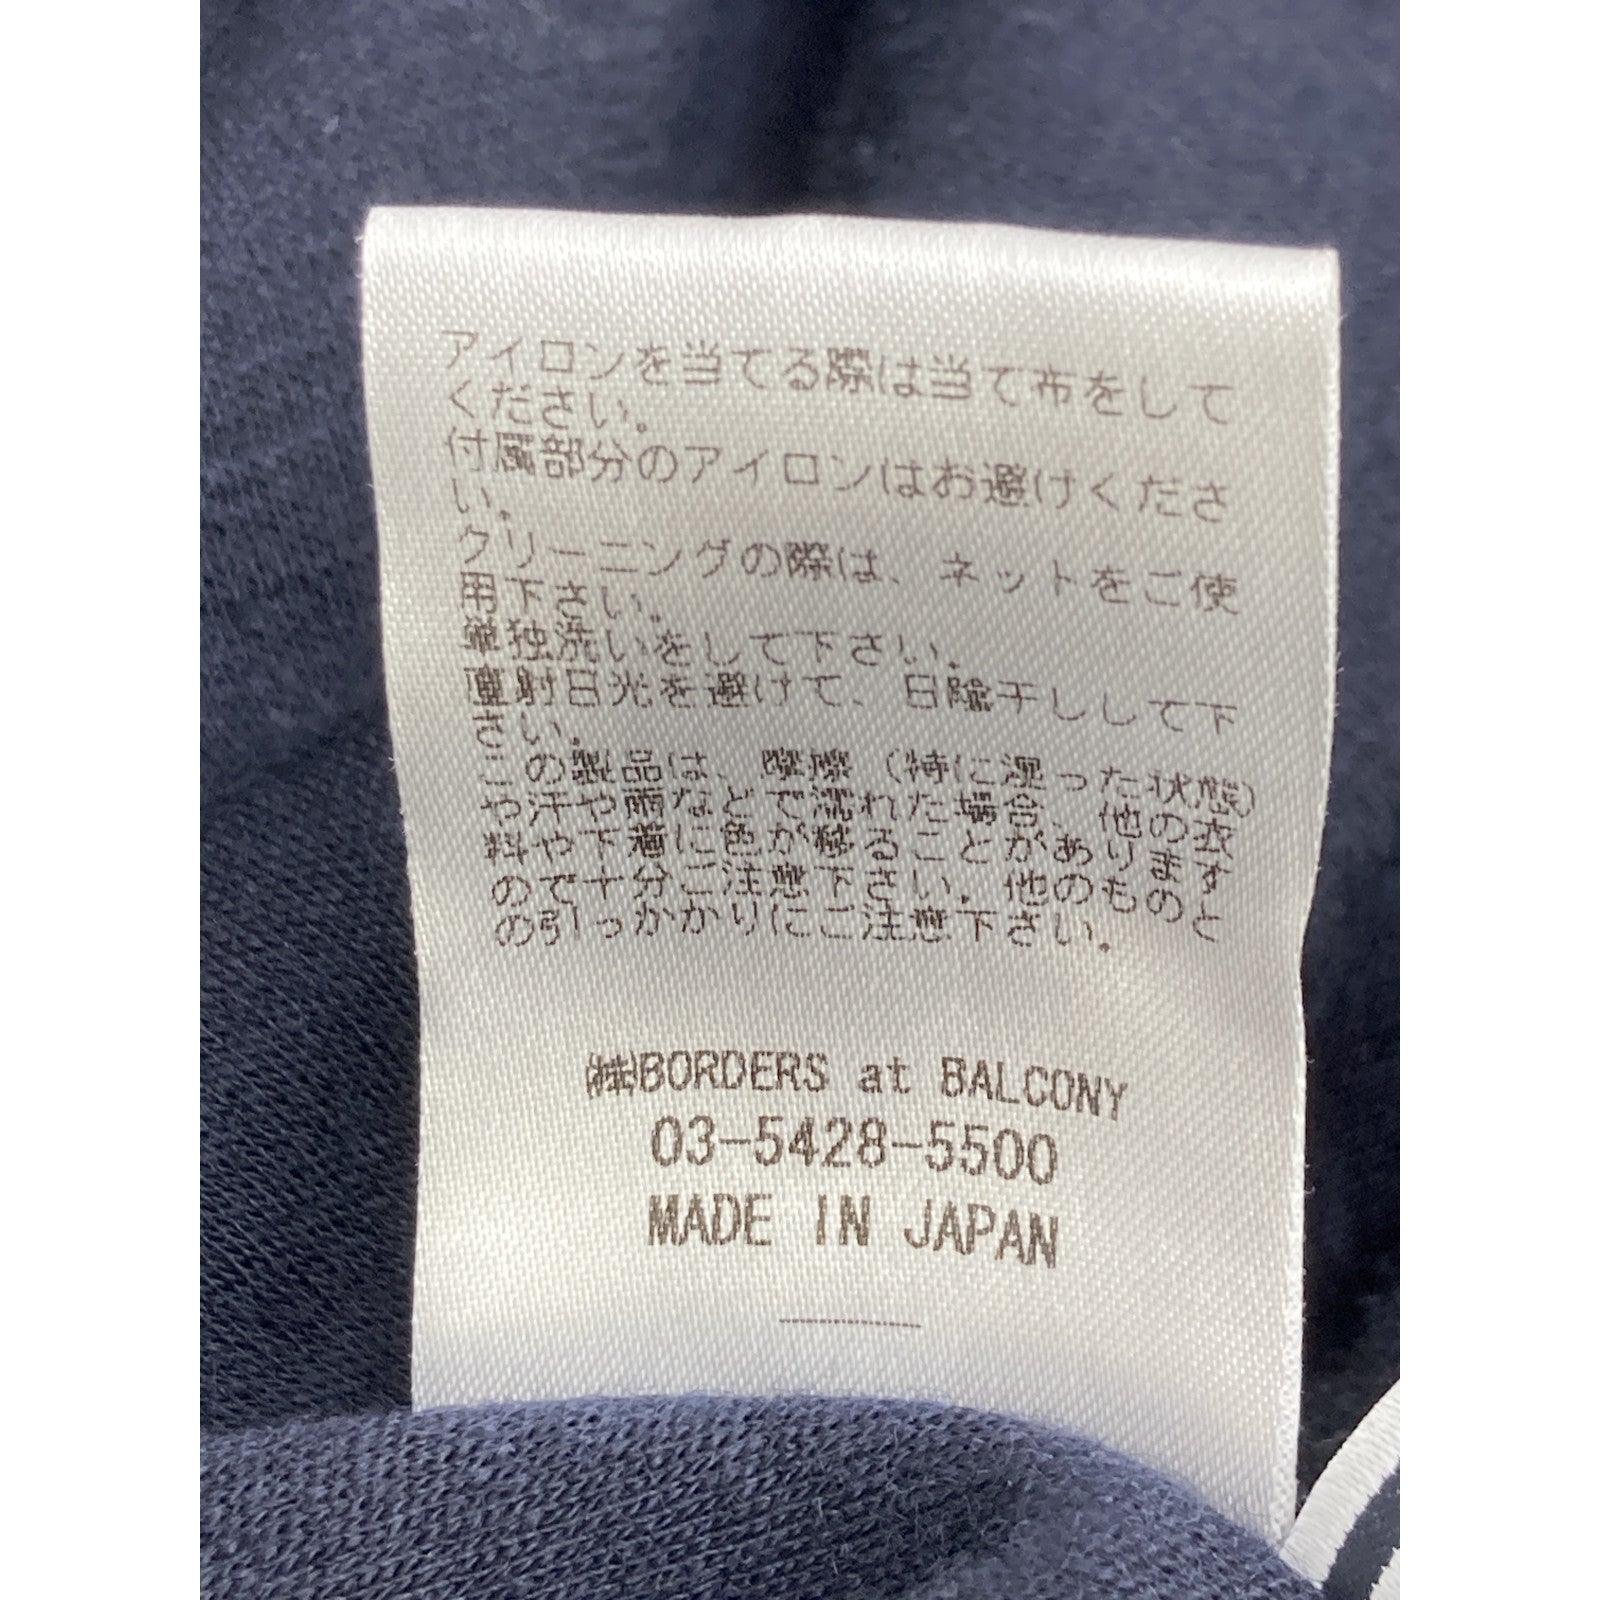 アイロンを当てる際は当て布をして
ください。
付属部分のアイロンはお避けくださ
い。
クリーニングの際は、ネットをご使
用下さい。
単独洗いをして下さい。
直射日光を避けて、日陰干しして下
さい。
この製品は、摩擦（特に湿った状態）
や汗や雨などで濡れた場合、他の衣
料や下着に色が移ることがありますの
ので十分ご注意下さい。他のものと
の引っかかりにご注意下さい。
㈱BORDERS at BALCONY
03-5428-5500
MADE IN JAPAN